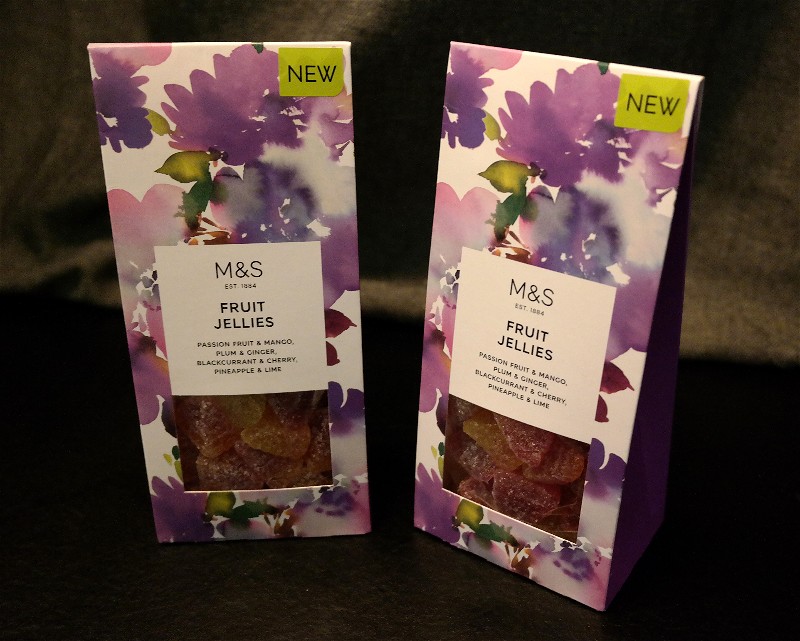 NEW
M&S
EST. 1884
FRUIT
JELLIES
PASSION FRUIT & MANGO,
PLUM & GINGER,
BLACKCURRANT & CHERRY,
PINEAPPLE & LIME
NEW
M&S
EST. 1884
FRUIT
JELLIES
PASSION FRUIT & MANGO,
PLUM & GINGER,
BLACKCURRANT & CHERRY,
PINEAPPLE & LIME